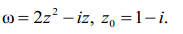 ω = 2z² − iz, z₀ = 1 − i.